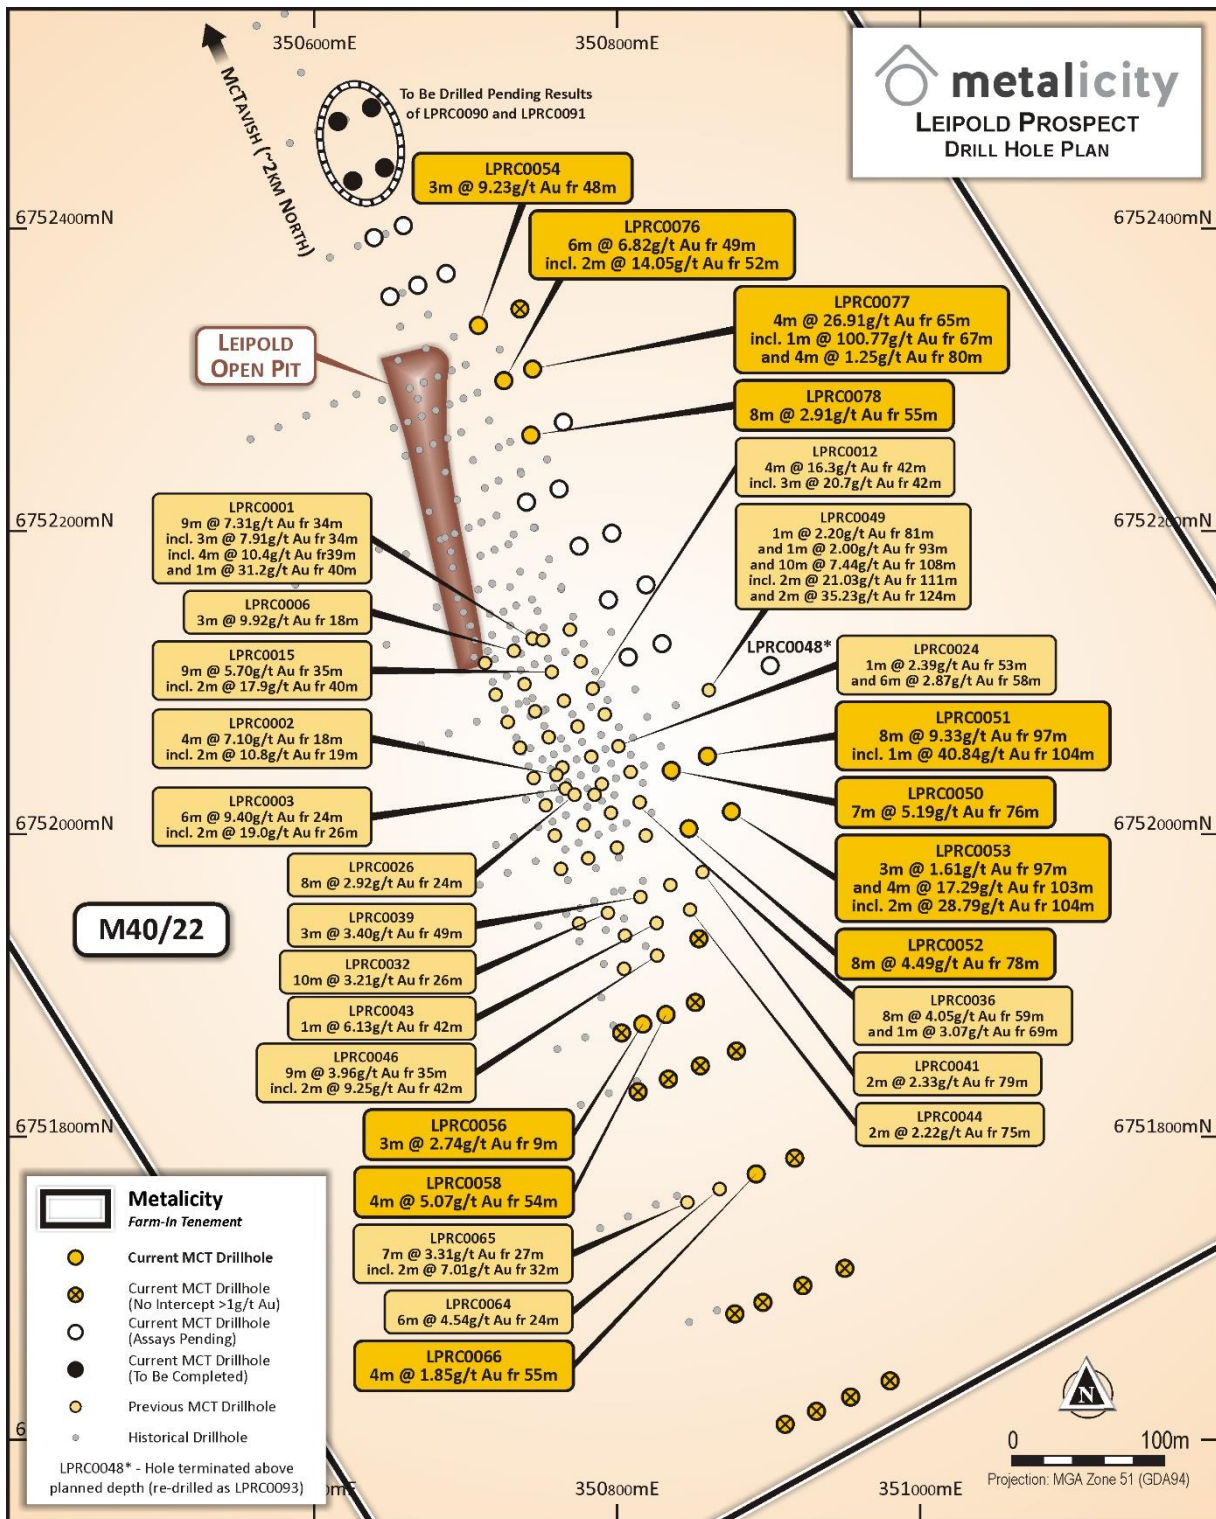 350600mE
350800mE
metalicity
LEIPOLD PROSPECT
DRILL HOLE PLAN
MCTAVISH (~2KM NORTH)
To Be Drilled Pending Results
of LPRC0090 and LPRC0091
6752400mN
6752400mN
LPRC0054
3m @ 9.23g/t Au fr 48m
LPRC0076
6m @ 6.82g/t Au fr 49m
incl. 2m @ 14.05g/t Au fr 52m
LPRC0077
4m @ 26.91g/t Au fr 65m
incl. 1m @ 100.77g/t Au fr 67m
and 4m @ 1.25g/t Au fr 80m
LEIPOLD
OPEN PIT
LPRC0078
8m @ 2.91g/t Au fr 55m
LPRC0012
4m @ 16.3g/t Au fr 42m
incl. 3m @ 20.7g/t Au fr 42m
6752200mN
6752200mN
LPRC0001
9m @ 7.31g/t Au fr 34m
incl. 3m @ 7.91g/t Au fr 34m
incl. 4m @ 10.4g/t Au fr39m
and 1m @ 31.2g/t Au fr 40m
LPRC0049
1m @ 2.20g/t Au fr 81m
and 1m @ 2.00g/t Au fr 93m
and 10m @ 7.44g/t Au fr 108m
incl. 2m @ 21.03g/t Au fr 111m
and 2m @ 35.23g/t Au fr 124m
LPRC0006
3m @ 9.92g/t Au fr 18m
LPRC0015
9m @ 5.70g/t Au fr 35m
incl. 2m @ 17.9g/t Au fr 40m
LPRC0048*
LPRC0024
1m @ 2.39g/t Au fr 53m
and 6m @ 2.87g/t Au fr 58m
LPRC0002
4m @ 7.10g/t Au fr 18m
incl. 2m @ 10.8g/t Au fr 19m
LPRC0051
8m @ 9.33g/t Au fr 97m
incl. 1m @ 40.84g/t Au fr 104m
LPRC0050
7m @ 5.19g/t Au fr 76m
LPRC0003
6m @ 9.40g/t Au fr 24m
incl. 2m @ 19.0g/t Au fr 26m
6752000mN
6752000mN
LPRC0053
3m @ 1.61g/t Au fr 97m
and 4m @ 17.29g/t Au fr 103m
incl. 2m @ 28.79g/t Au fr 104m
LPRC0026
8m @ 2.92g/t Au fr 24m
M40/22
LPRC0039
3m @ 3.40g/t Au fr 49m
LPRC0052
8m @ 4.49g/t Au fr 78m
LPRC0032
10m @ 3.21g/t Au fr 26m
LPRC0036
8m @ 4.05g/t Au fr 59m
and 1m @ 3.07g/t Au fr 69m
LPRC0043
1m @ 6.13g/t Au fr 42m
LPRC0046
9m @ 3.96g/t Au fr 35m
incl. 2m @ 9.25g/t Au fr 42m
LPRC0041
2m @ 2.33g/t Au fr 79m
LPRC0044
2m @ 2.22g/t Au fr 75m
6751800mN
6751800mN
LPRC0056
3m @ 2.74g/t Au fr 9m
LPRC0058
4m @ 5.07g/t Au fr 54m
LPRC0065
7m @ 3.31g/t Au fr 27m
incl. 2m @ 7.01g/t Au fr 32m
LPRC0064
6m @ 4.54g/t Au fr 24m
LPRC0066
4m @ 1.85g/t Au fr 55m
Metalicity
Farm-In Tenement
Current MCT Drillhole
Current MCT Drillhole
(No Intercept >1g/t Au)
Current MCT Drillhole
(Assays Pending)
Current MCT Drillhole
(To Be Completed)
Previous MCT Drillhole
Historical Drillhole
LPRC0048* - Hole terminated above
planned depth (re-drilled as LPRC0093)
N
0 100m
Projection: MGA Zone 51 (GDA94)
350800mE
351000mE